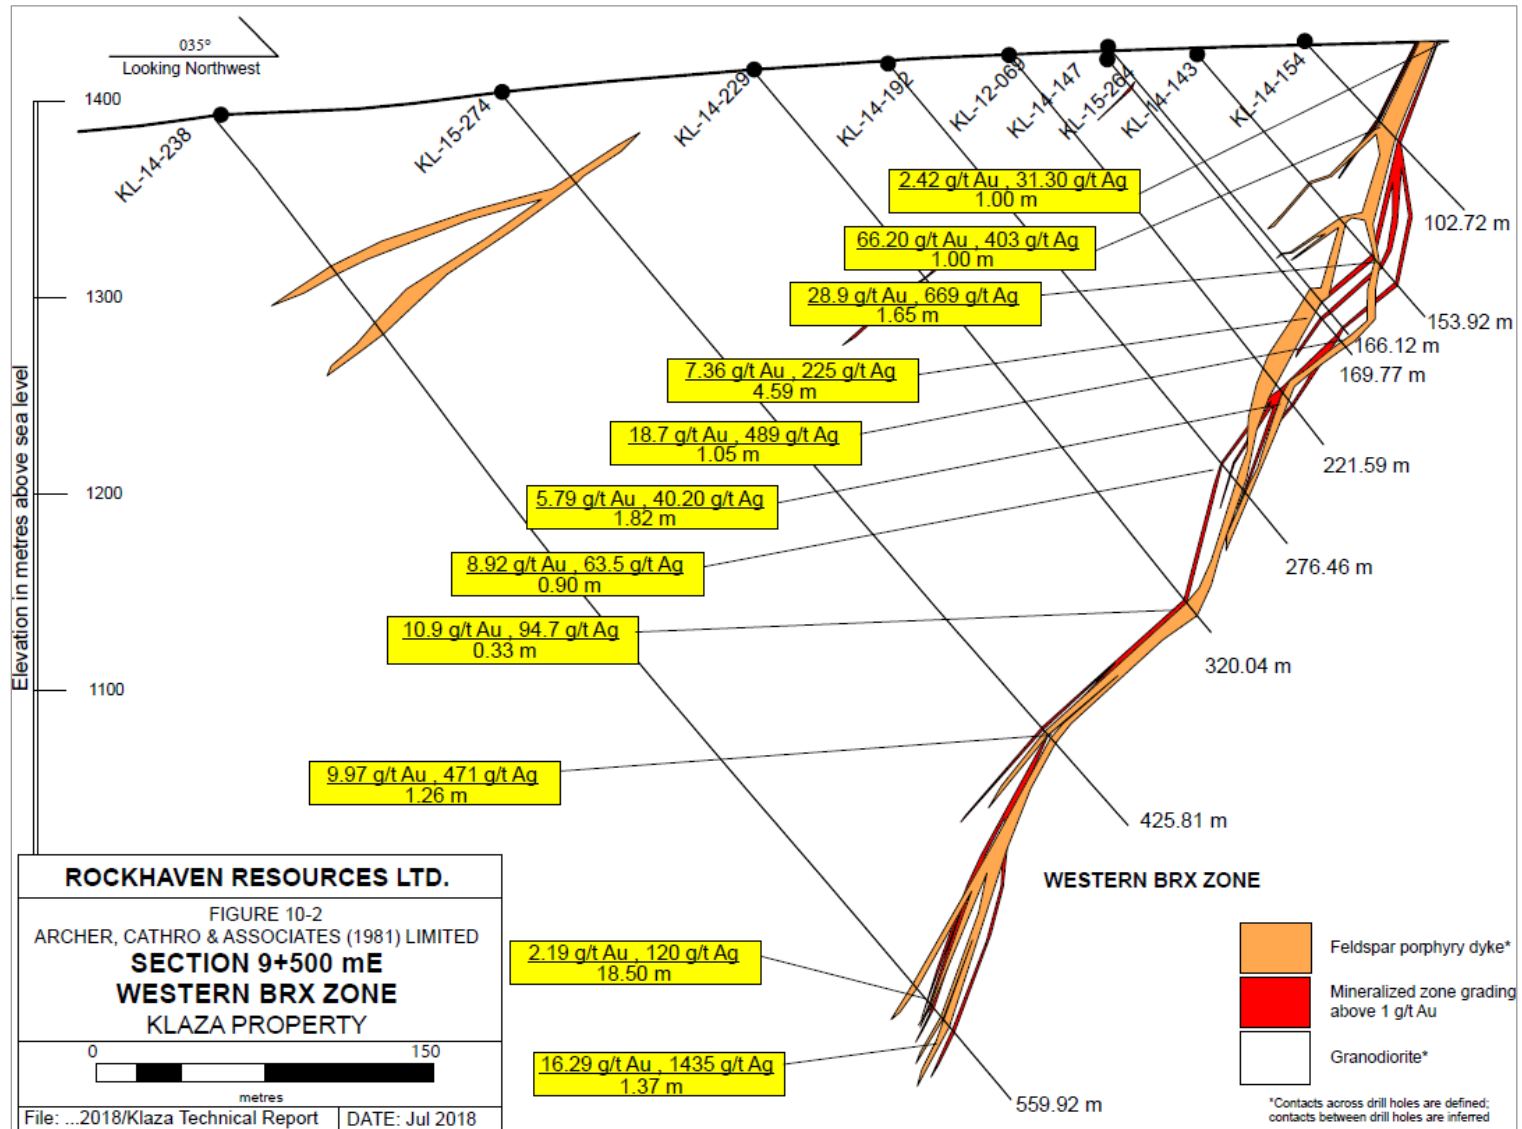 035°
Looking Northwest
KL-14-238
KL-15-274
KL-14-229
KL-14-192
KL-12-069
KL-14-147
KL-15-264
KL-14-143
KL-14-154
Elevation in metres above sea level
1400
1300
1200
1100
2.42 g/t Au , 31.30 g/t Ag
1.00 m
66.20 g/t Au , 403 g/t Ag
1.00 m
28.9 g/t Au , 669 g/t Ag
1.65 m
7.36 g/t Au , 225 g/t Ag
4.59 m
18.7 g/t Au , 489 g/t Ag
1.05 m
5.79 g/t Au , 40.20 g/t Ag
1.82 m
8.92 g/t Au , 63.5 g/t Ag
0.90 m
10.9 g/t Au , 94.7 g/t Ag
0.33 m
9.97 g/t Au , 471 g/t Ag
1.26 m
2.19 g/t Au , 120 g/t Ag
18.50 m
16.29 g/t Au , 1435 g/t Ag
1.37 m
102.72 m
153.92 m
166.12 m
169.77 m
221.59 m
276.46 m
320.04 m
425.81 m
559.92 m
ROCKHAVEN RESOURCES LTD.
FIGURE 10-2
ARCHER, CATHRO & ASSOCIATES (1981) LIMITED
SECTION 9+500 mE
WESTERN BRX ZONE
KLAZA PROPERTY
0 150
metres
File: ...2018/Klaza Technical Report
DATE: Jul 2018
WESTERN BRX ZONE
Feldspar porphyry dyke*
Mineralized zone grading
above 1 g/t Au
Granodiorite*
*Contacts across drill holes are defined;
contacts between drill holes are inferred